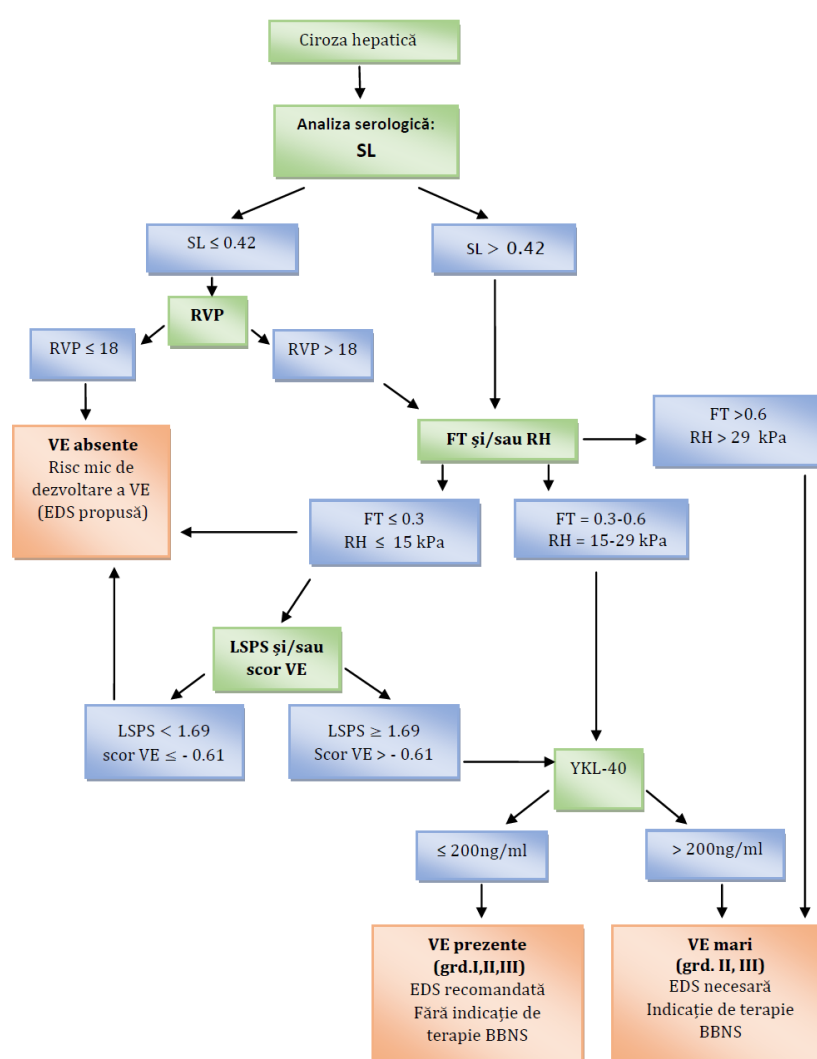 Ciroza hepatică
Analiza serologică:
SL
SL ≤ 0.42
SL > 0.42
RVP
RVP ≤ 18
RVP > 18
FT >0.6
RH > 29 kPa
VE absente
Risc mic de
dezvoltare a VE
(EDS propusă)
FT și/sau RH
FT ≤ 0.3
RH ≤ 15 kPa
FT = 0.3-0.6
RH = 15-29 kPa
LSPS și/sau
scor VE
LSPS < 1.69
scor VE ≤ - 0.61
LSPS ≥ 1.69
Scor VE > - 0.61
YKL-40
≤ 200ng/ml
> 200ng/ml
VE prezente
(grd.I,II,III)
EDS recomandată
Fără indicație de
terapie BBNS
VE mari
(grd. II, III)
EDS necesară
Indicație de terapie
BBNS